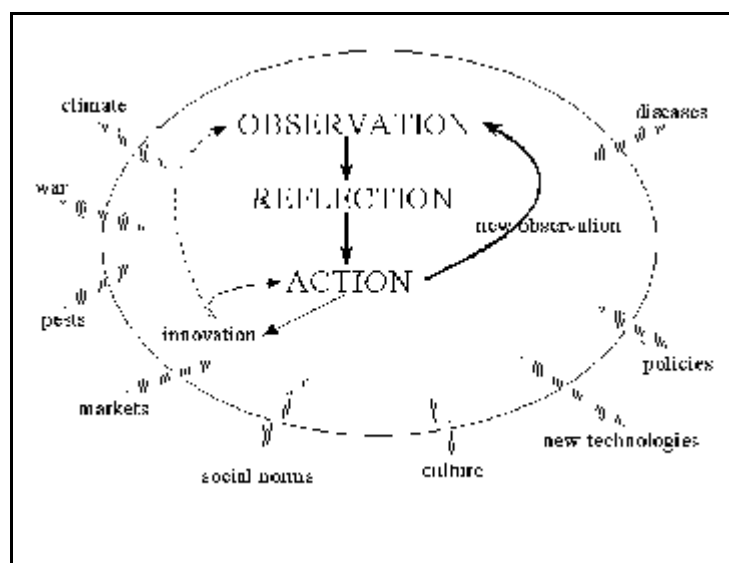 climate
diseases
OBSERVATION
war
REFLECTION
new observation
ACTION
pests
innovation
policies
markets
new technologies
social norms
culture